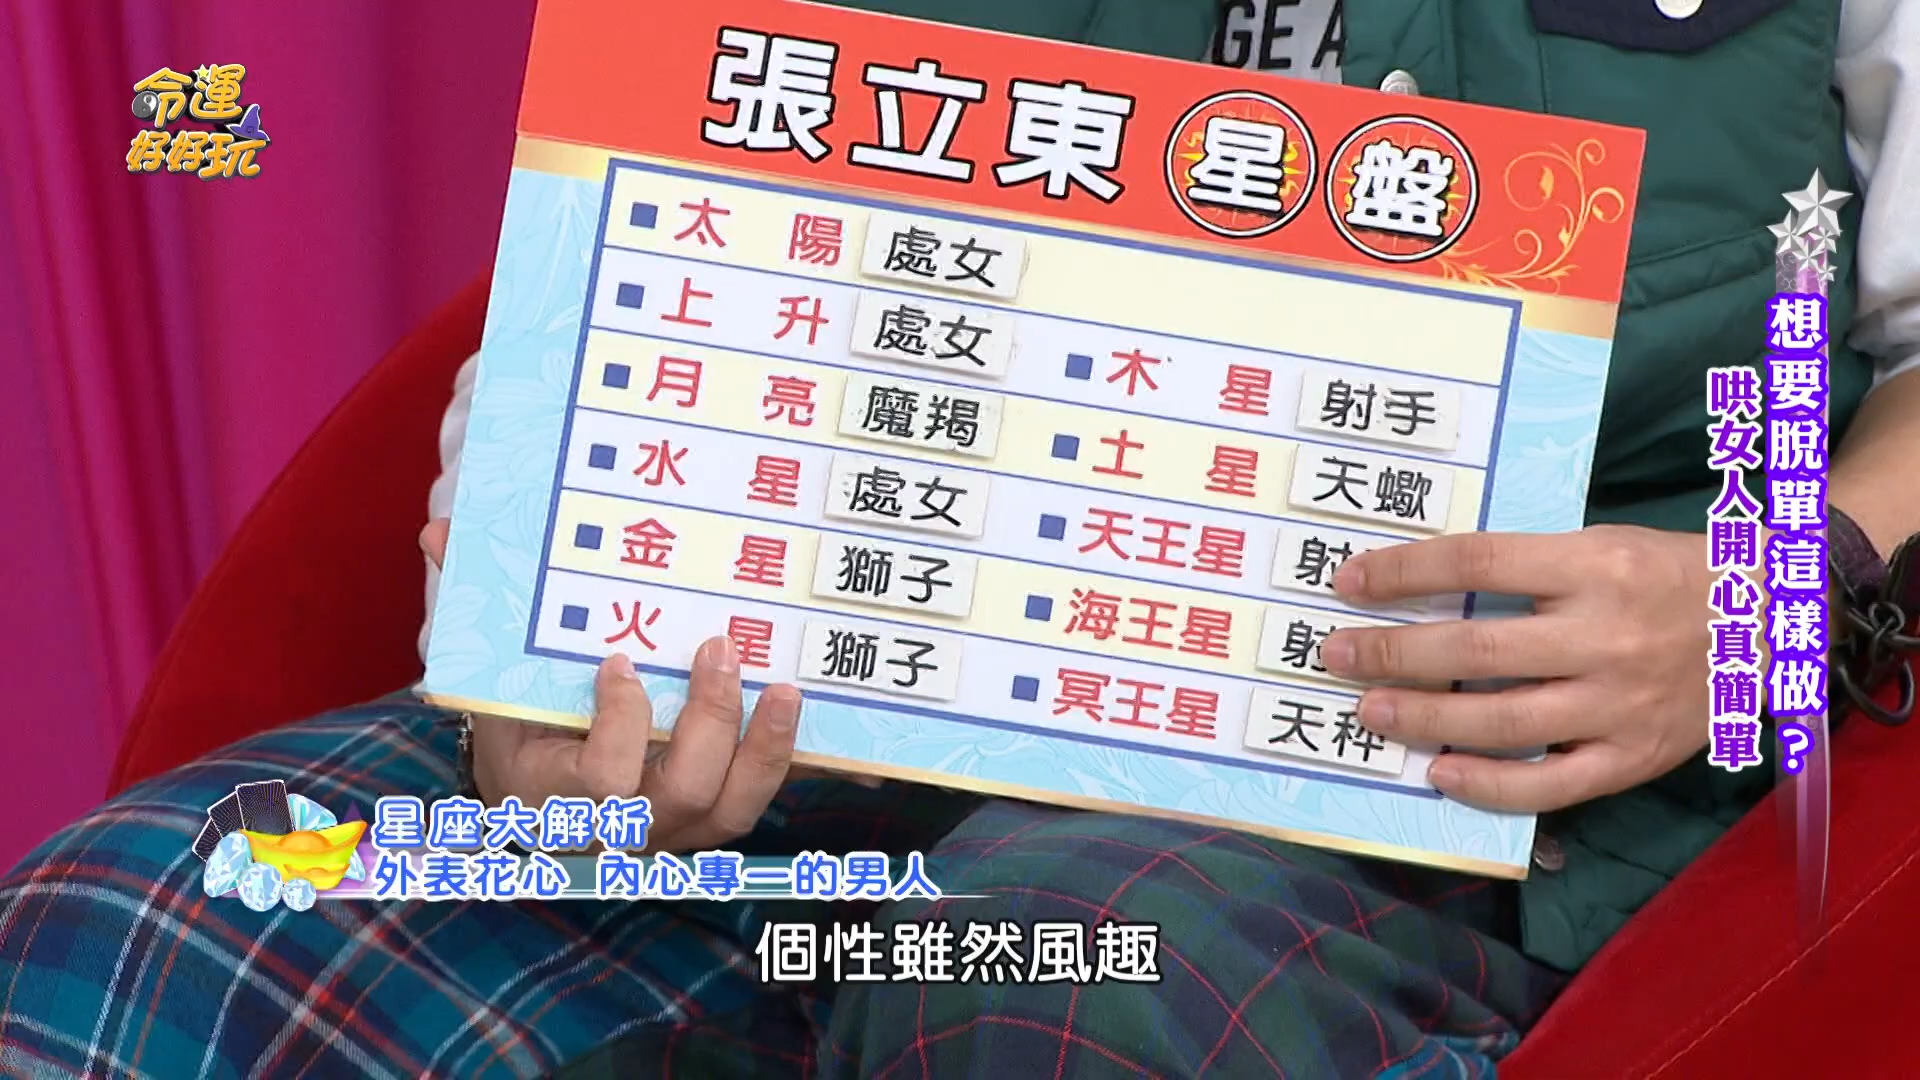 命運
好好玩
GE A
張立東 星盤
太陽 處女
上升 處女
月亮 魔羯
水星 處女
金星 獅子
火星 獅子
木星 射手
土星 天蠍
天王星 射
海王星 射
冥王星 天秤
想要脫單這樣做?
哄女人開心真簡單
星座大解析
外表花心 內心專一的男人
個性雖然風趣